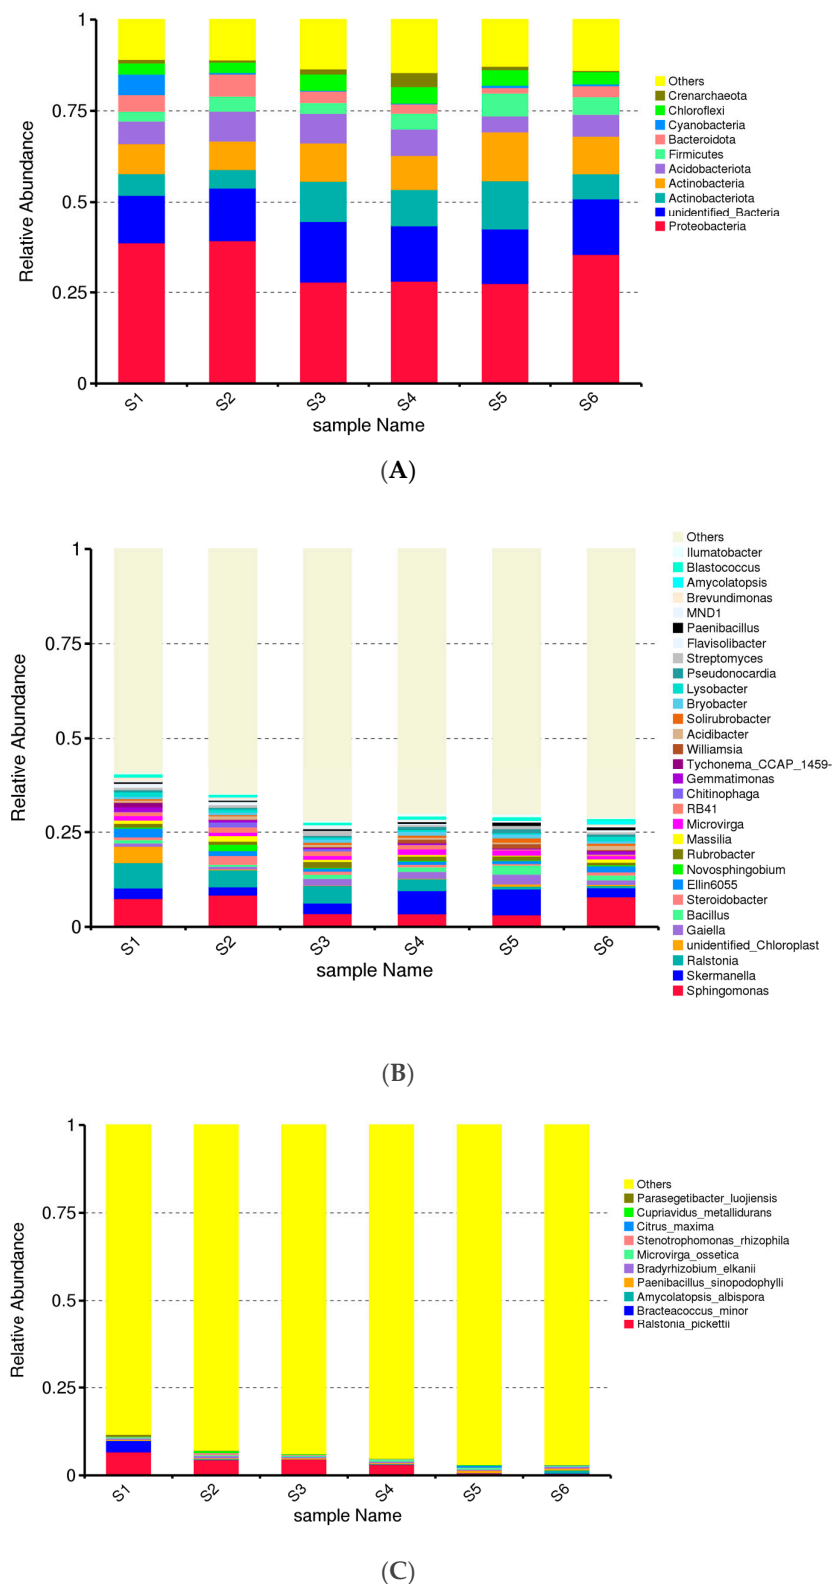 1
0.75
0.5
0.25
0
Relative Abundance
S1
S2
S3
S4
S5
S6
sample Name
Others
Crenarchaeota
Chloroflexi
Cyanobacteria
Bacteroidota
Firmicutes
Acidobacteriota
Actinobacteria
Actinobacteriota
unidentified_Bacteria
Proteobacteria
(A)
1
0.75
0.5
0.25
0
Relative Abundance
S1
S2
S3
S4
S5
S6
sample Name
Others
Ilumatobacter
Blastococcus
Amycolatopsis
Brevundimonas
MND1
Paenibacillus
Flavisolibacter
Streptomyces
Pseudonocardia
Lysobacter
Bryobacter
Solirubrobacter
Acidibacter
Williamsia
Tychonema_CCAP_1459-
Gemmatimonas
Chitinophaga
RB41
Microvirga
Massilia
Rubrobacter
Novosphingobium
Ellin6055
Steroidobacter
Bacillus
Gaiella
unidentified_Chloroplast
Ralstonia
Skermanella
Sphingomonas
(B)
1
0.75
0.5
0.25
0
Relative Abundance
S1
S2
S3
S4
S5
S6
sample Name
Others
Parasegetibacter_luojiensis
Cupriavidus_metallidurans
Citrus_maxima
Stenotrophomonas_rhizophila
Microvirga_ossetica
Bradyrhizobium_elkanii
Paenibacillus_sinopodophylli
Amycolatopsis_albispora
Bracteacoccus_minor
Ralstonia_pickettii
(C)